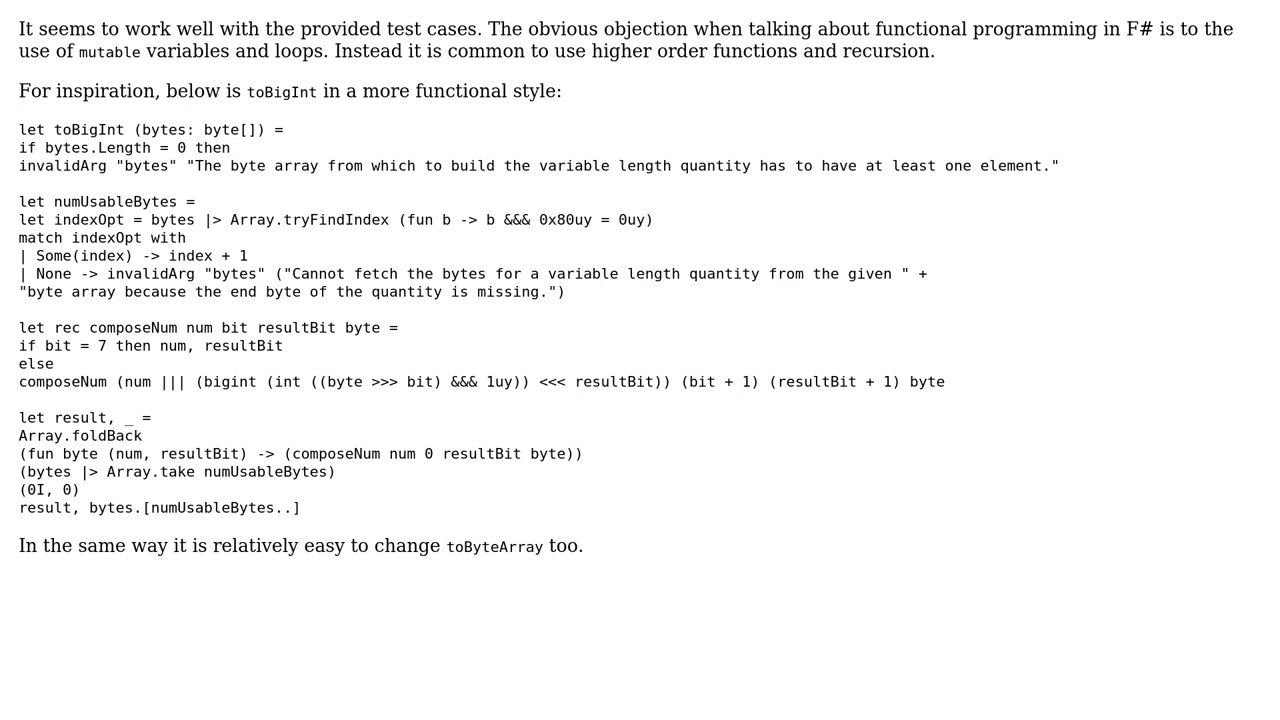 It seems to work well with the provided test cases. The obvious objection when talking about functional programming in F# is to the
use of mutable variables and loops. Instead it is common to use higher order functions and recursion.
For inspiration, below is toBigInt in a more functional style:
let toBigInt (bytes: byte[]) =
if bytes.Length = 0 then
invalidArg "bytes" "The byte array from which to build the variable length quantity has to have at least one element."
let numUsableBytes =
let indexOpt = bytes |> Array.tryFindIndex (fun b -> b &&& 0x80uy = 0uy)
match indexOpt with
| Some(index) -> index + 1
| None -> invalidArg "bytes" ("Cannot fetch the bytes for a variable length quantity from the given " +
"byte array because the end byte of the quantity is missing.")
let rec composeNum num bit resultBit byte =
if bit = 7 then num, resultBit
else
composeNum (num ||| (bigint (int ((byte >>> bit) &&& 1uy)) <<< resultBit)) (bit + 1) (resultBit + 1) byte
let result, _ =
Array.foldBack
(fun byte (num, resultBit) -> (composeNum num 0 resultBit byte))
(bytes |> Array.take numUsableBytes)
(0I, 0)
result, bytes.[numUsableBytes..]
In the same way it is relatively easy to change toByteArray too.